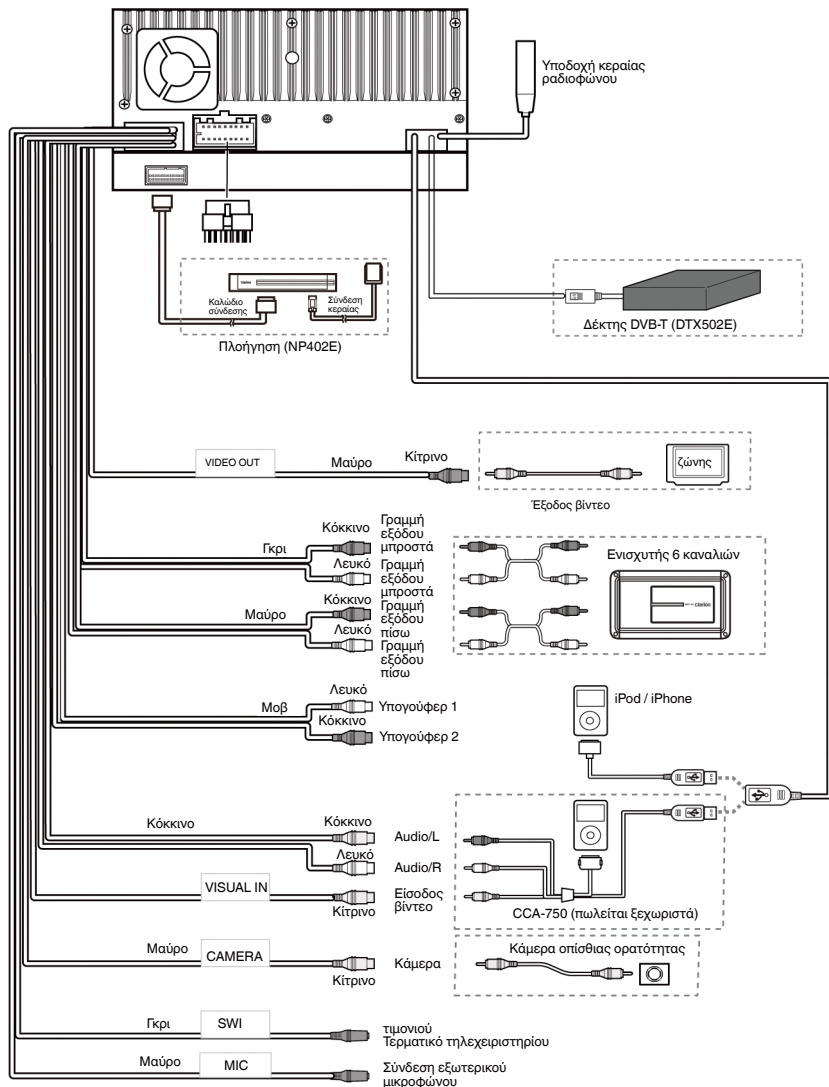 Υποδοχή κεραίας
ραδιοφώνου
clarion
Καλώδιο
σύνδεσης
Σύνδεση
κεραίας
Πλοήγηση (NP402E)
Δέκτης DVB-T (DTX502E)
VIDEO OUT
Μαύρο
Κίτρινο
ζώνης
Έξοδος βίντεο
Γκρι
Κόκκινο
Γραμμή
εξόδου
μπροστά
Λευκό
Γραμμή
εξόδου
μπροστά
Μαύρο
Κόκκινο
Γραμμή
εξόδου
πίσω
Λευκό
Γραμμή
εξόδου
πίσω
Ενισχυτής 6 καναλιών
clarion
Μοβ
Λευκό
Υπογούφερ 1
Κόκκινο
Υπογούφερ 2
iPod / iPhone
Κόκκινο
Κόκκινο
Audio/L
Λευκό
Audio/R
VISUAL IN
Κίτρινο
Είσοδος
βίντεο
CCA-750 (πωλείται ξεχωριστά)
Μαύρο
CAMERA
Κίτρινο
Κάμερα
Κάμερα οπίσθιας ορατότητας
Γκρι
SWI
τιμονιού
Τερματικό τηλεχειριστηρίου
Μαύρο
MIC
Σύνδεση εξωτερικού
μικροφώνου